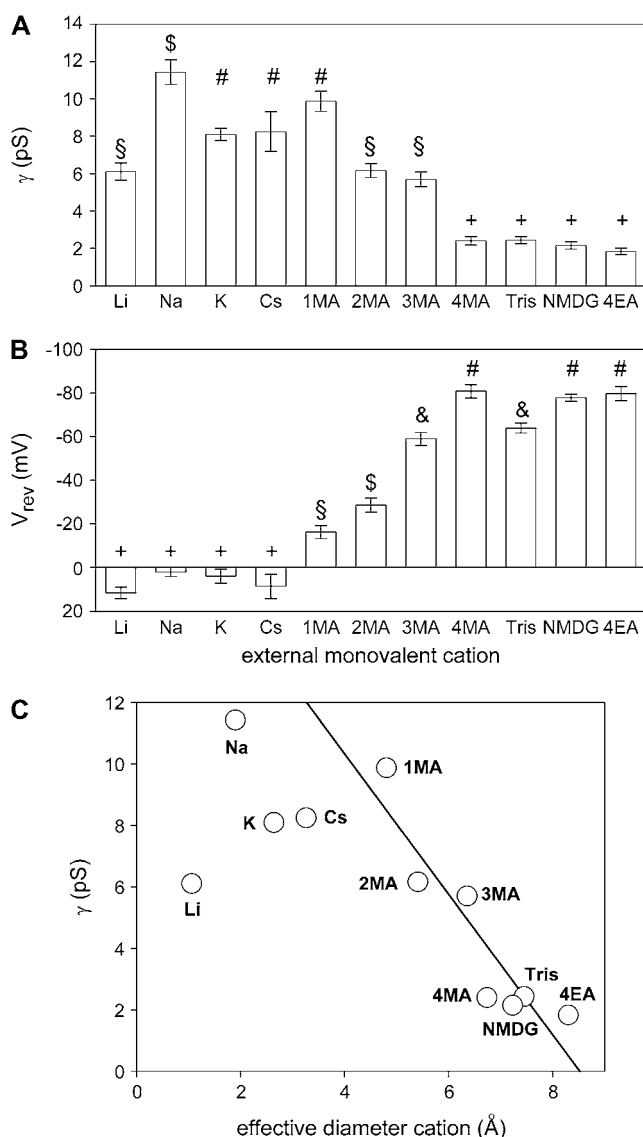 A
γ (pS)
14
12
10
8
6
4
2
0
§ $ # # # § § + + + +
Li Na K Cs 1MA 2MA 3MA 4MA Tris NMDG 4EA
B
Vrev (mV)
-100
-80
-60
-40
-20
0
20
+ + + + § $ & # & # #
Li Na K Cs 1MA 2MA 3MA 4MA Tris NMDG 4EA
external monovalent cation
C
γ (pS)
12
10
8
6
4
2
0
Na
1MA
K Cs
Li
2MA 3MA
Tris
4MA 4EA
NMDG
0 2 4 6 8
effective diameter cation (Å)